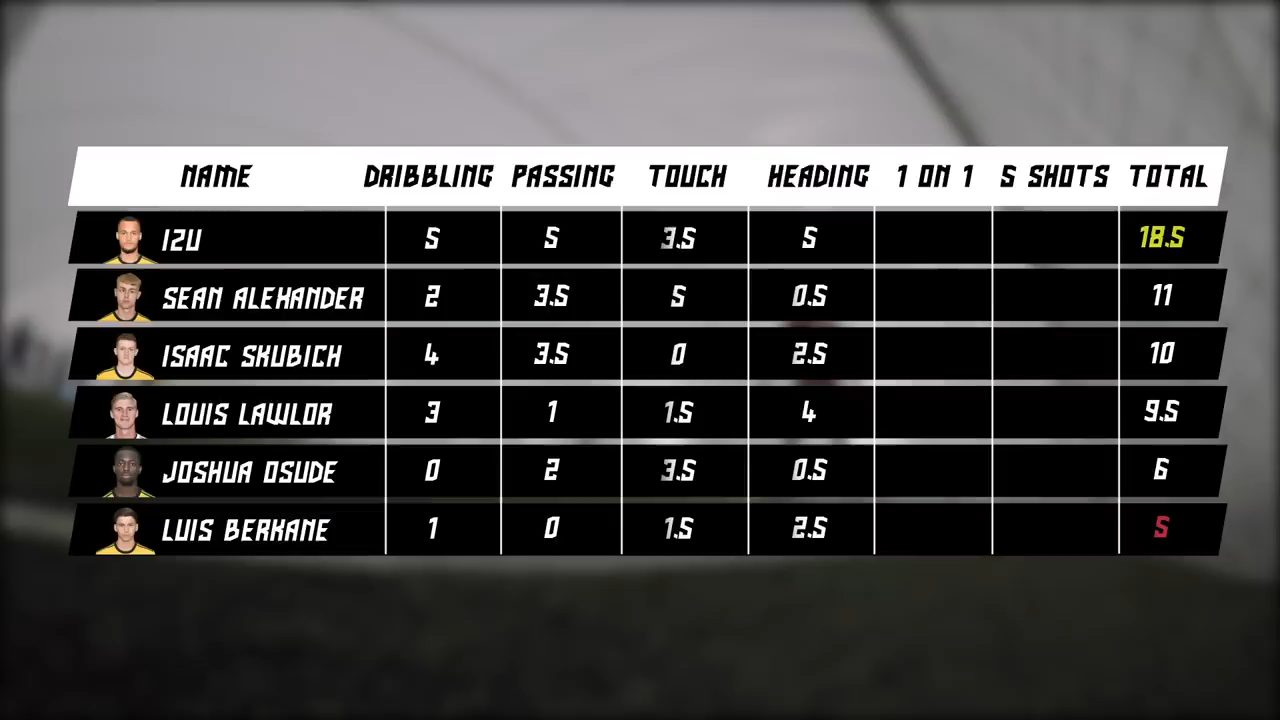 NAME DRIBBLING PASSING TOUCH HEADING 1 ON 1 5 SHOTS TOTAL
IZU 5 5 3.5 5 18.5
SEAN ALEXANDER 2 3.5 5 0.5 11
ISAAC SKUBICH 4 3.5 0 2.5 10
LOUIS LAWLOR 3 1 1.5 4 9.5
JOSHUA OSUDE 0 2 3.5 0.5 6
LUIS BERKANE 1 0 1.5 2.5 5